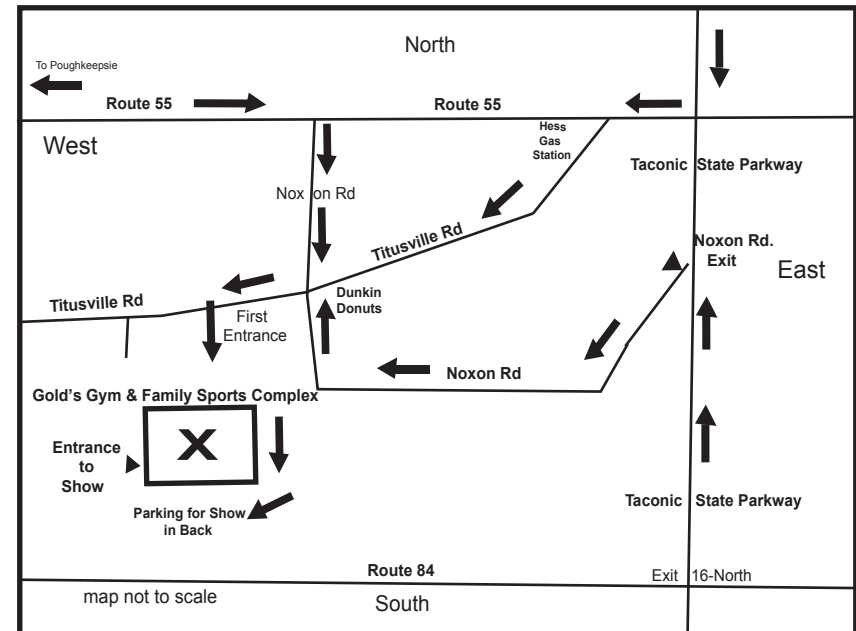 North
To Poughkeepsie
Route 55
Route 55
West
Hess
Gas
Station
Taconic State Parkway
Noxon Rd
Titusville Rd
Noxon Rd.
Exit
East
Titusville Rd
First
Entrance
Dunkin
Donuts
Noxon Rd
Gold's Gym & Family Sports Complex
X
Entrance
to
Show
Parking for Show
in Back
Taconic State Parkway
Route 84
Exit 16-North
map not to scale
South